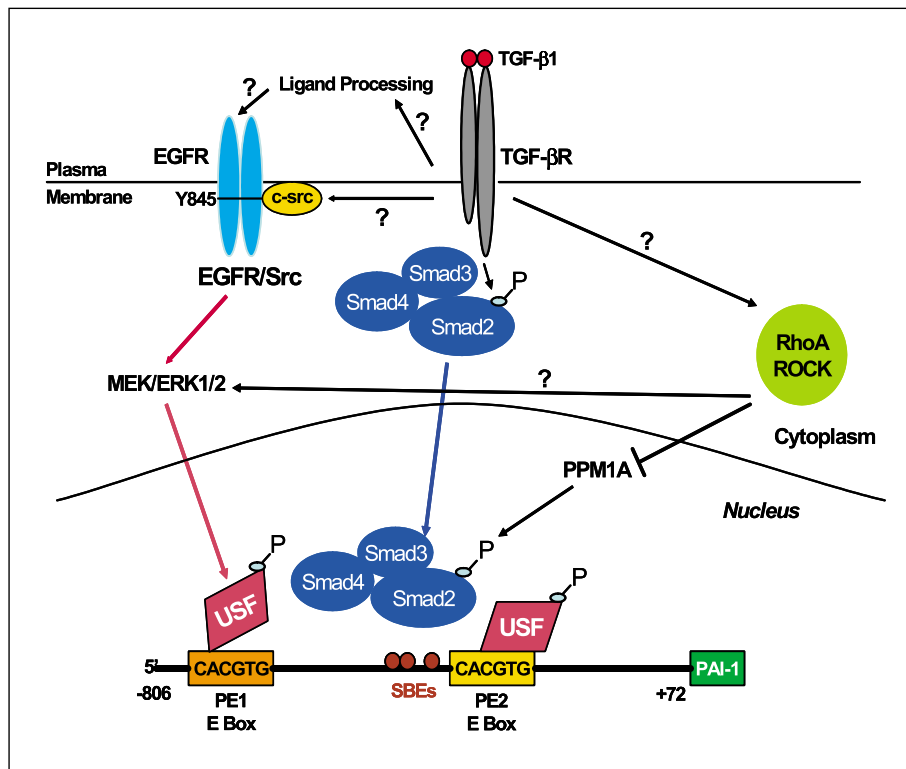 TGF-β1
? Ligand Processing
?
EGFR
TGF-βR
Plasma
Membrane
Y845
c-src
?
?
EGFR/Src
Smad3
P
Smad4
Smad2
RhoA
ROCK
MEK/ERK1/2
?
Cytoplasm
PPM1A
Nucleus
P
Smad3
P
Smad4
Smad2
P
USF
USF
5'
CACGTG
CACGTG
PAI-1
-806
SBEs
+72
PE1
E Box
PE2
E Box